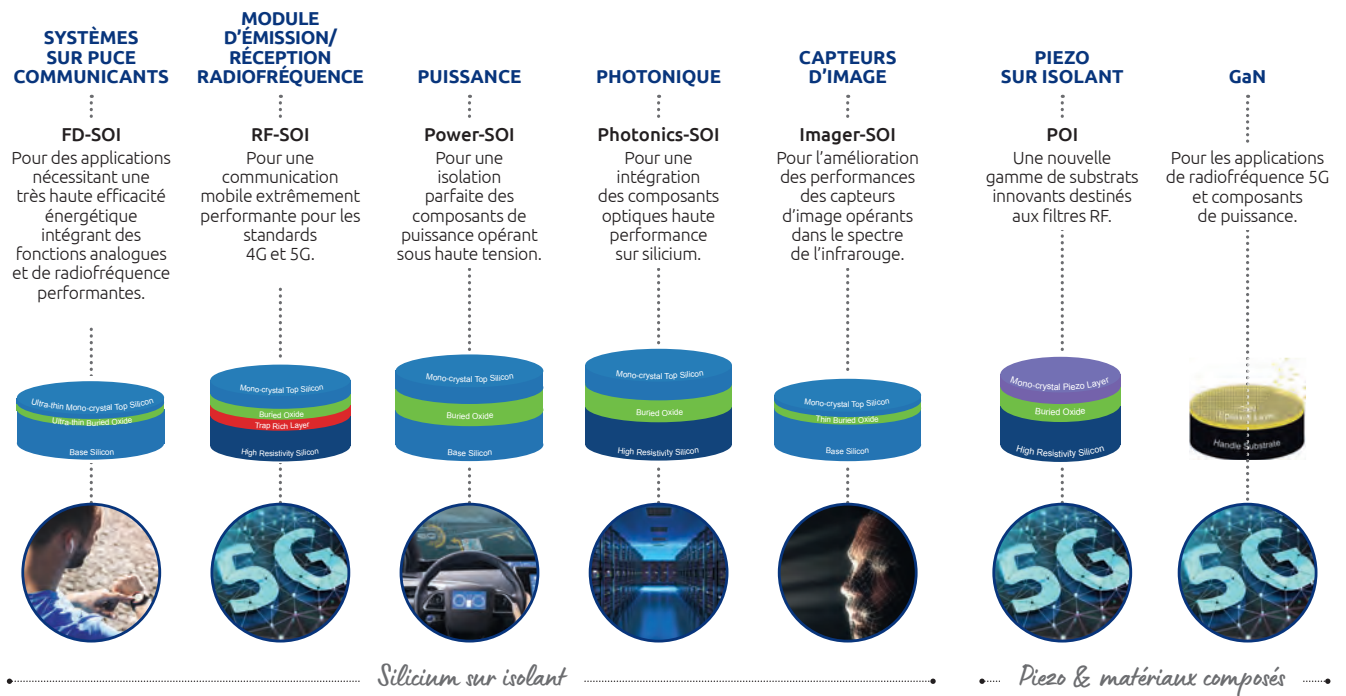 SYSTÈMES
SUR PUCE
COMMUNICANTS
FD-SOI
Pour des applications
nécessitant une
très haute efficacité
énergétique
intégrant des
fonctions analogues
et de radiofréquence
performantes.
Ultra-thin Mono-crystal Top Silicon
Ultra-thin Buried Oxide
Base Silicon
MODULE
D'ÉMISSION/
RÉCEPTION
RADIOFRÉQUENCE
RF-SOI
Pour une
communication
mobile extrêmement
performante pour les
standards
4G et 5G.
Mono-crystal Top Silicon
Buried Oxide
Trap Rich Layer
High Resistivity Silicon
5G
PUISSANCE
Power-SOI
Pour une
isolation
parfaite des
composants de
puissance opérant
sous haute tension.
Mono-crystal Top Silicon
Buried Oxide
Base Silicon
PHOTONIQUE
Photonics-SOI
Pour une
intégration
des composants
optiques haute
performance
sur silicium.
Mono-crystal Top Silicon
Buried Oxide
High Resistivity Silicon
CAPTEURS
D'IMAGE
Imager-SOI
Pour l'amélioration
des performances
des capteurs
d'image opérants
dans le spectre
de l'infrarouge.
Mono-crystal Top Silicon
Thin Buried Oxide
Base Silicon
Silicium sur isolant
PIEZO
SUR ISOLANT
POI
Une nouvelle
gamme de substrats
innovants destinés
aux filtres RF.
Mono-crystal Piezo Layer
Buried Oxide
High Resistivity Silicon
5G
GaN
Pour les applications
de radiofréquence 5G
et composants
de puissance.
Handle Substrate
5G
Piezo & matériaux composés